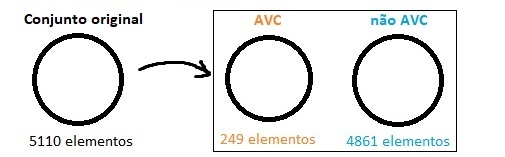 Conjunto original
AVC
não AVC
5110 elementos
249 elementos
4861 elementos